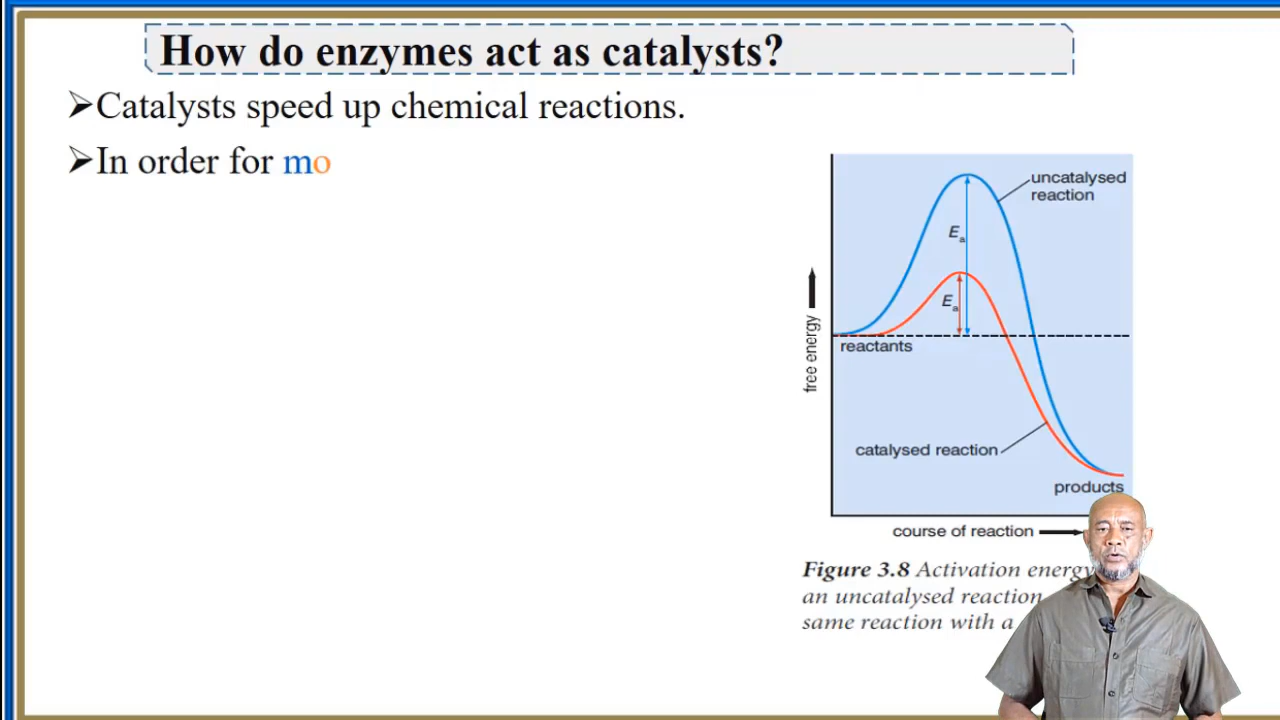 How do enzymes act as catalysts?
➢Catalysts speed up chemical reactions.
➢In order for mo
uncatalysed
reaction
Ea
Ea
reactants
free energy
catalysed reaction
products
course of reaction
Figure 3.8 Activation energy
an uncatalysed reaction
same reaction with a